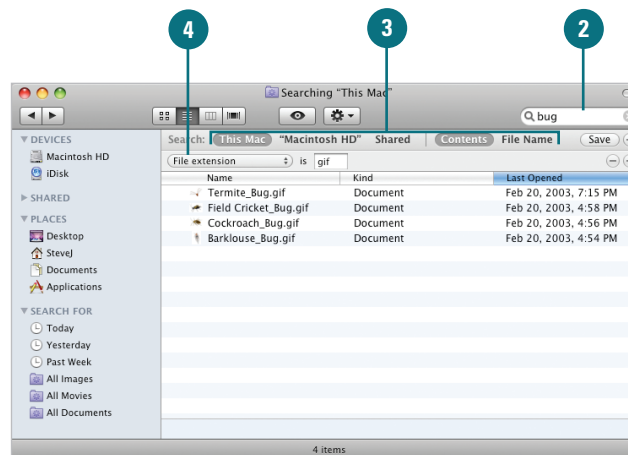 4
3
2
Searching "This Mac"
bug
Search: This Mac "Macintosh HD" Shared Contents File Name Save
File extension is gif
DEVICES
Macintosh HD
iDisk
SHARED
PLACES
Desktop
SteveJ
Documents
Applications
SEARCH FOR
Today
Yesterday
Past Week
All Images
All Movies
All Documents
Name Kind Last Opened
Termite_Bug.gif Document Feb 20, 2003, 7:15 PM
Field Cricket_Bug.gif Document Feb 20, 2003, 4:58 PM
Cockroach_Bug.gif Document Feb 20, 2003, 4:56 PM
Barklouse_Bug.gif Document Feb 20, 2003, 4:54 PM
4 items